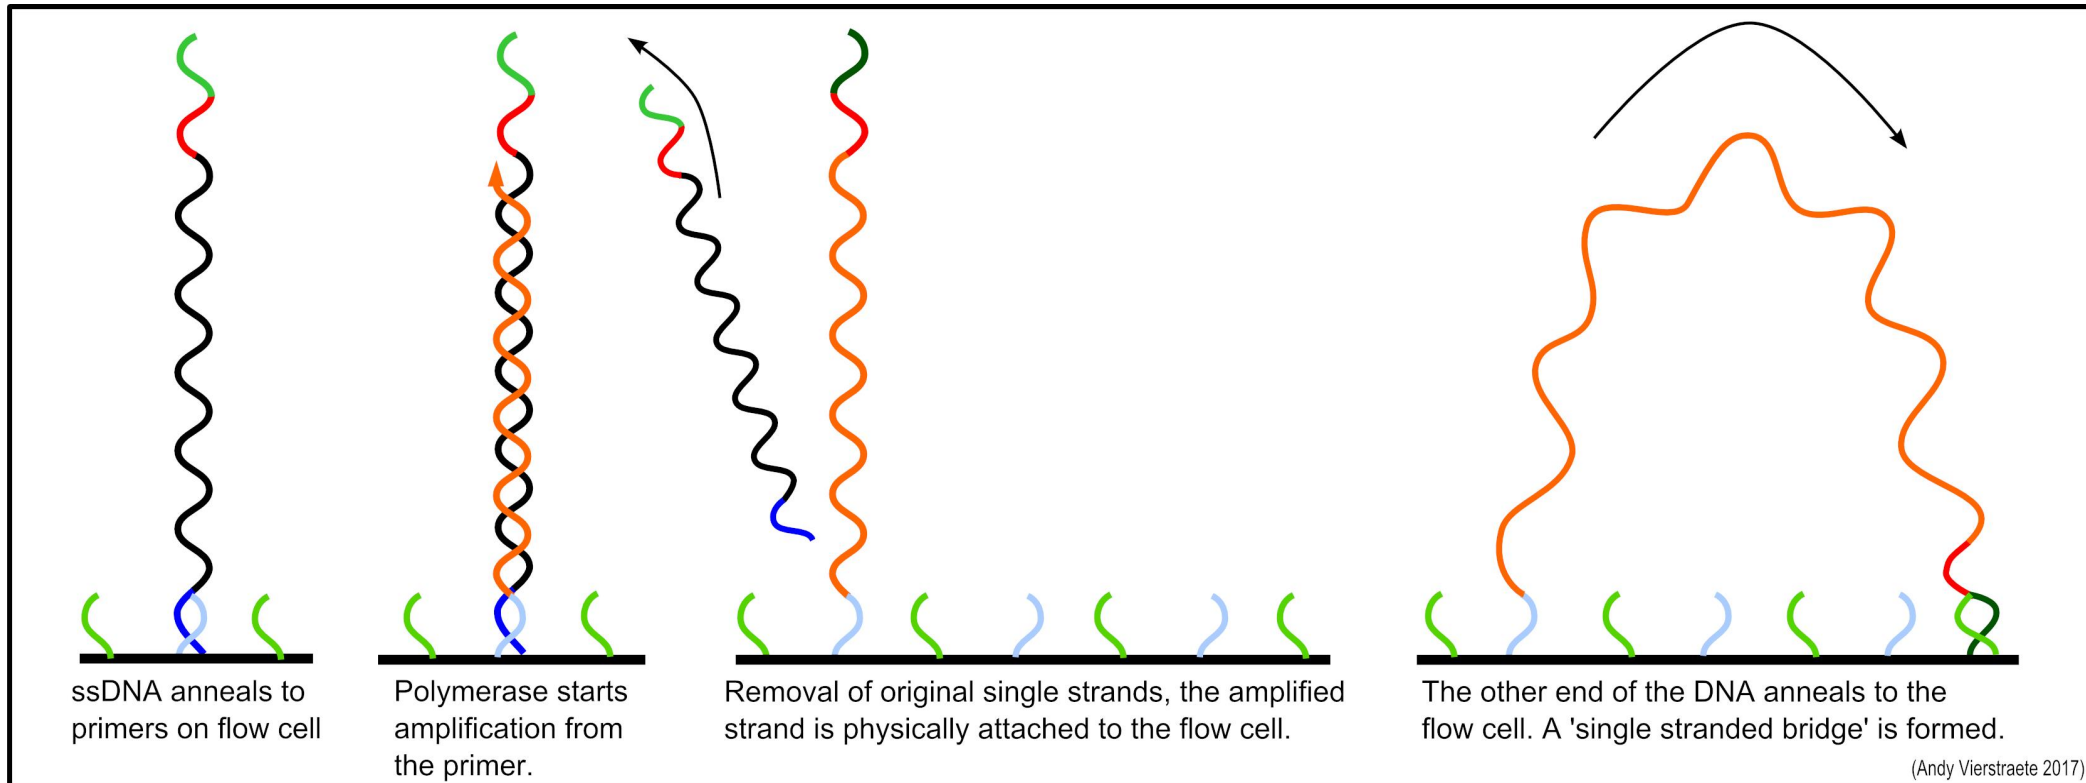 ssDNA anneals to
primers on flow cell
Polymerase starts
amplification from
the primer.
Removal of original single strands, the amplified
strand is physically attached to the flow cell.
The other end of the DNA anneals to the
flow cell. A 'single stranded bridge' is formed.
(Andy Vierstraete 2017)